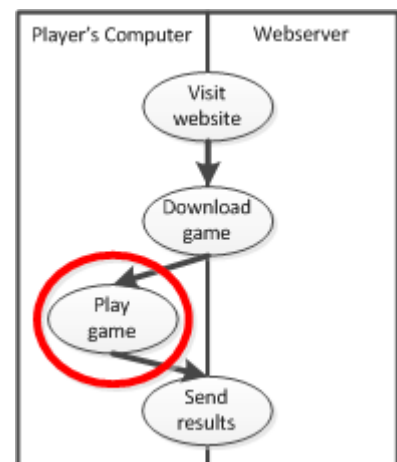 Player's Computer
Webserver
Visit
website
Download
game
Play
game
Send
results